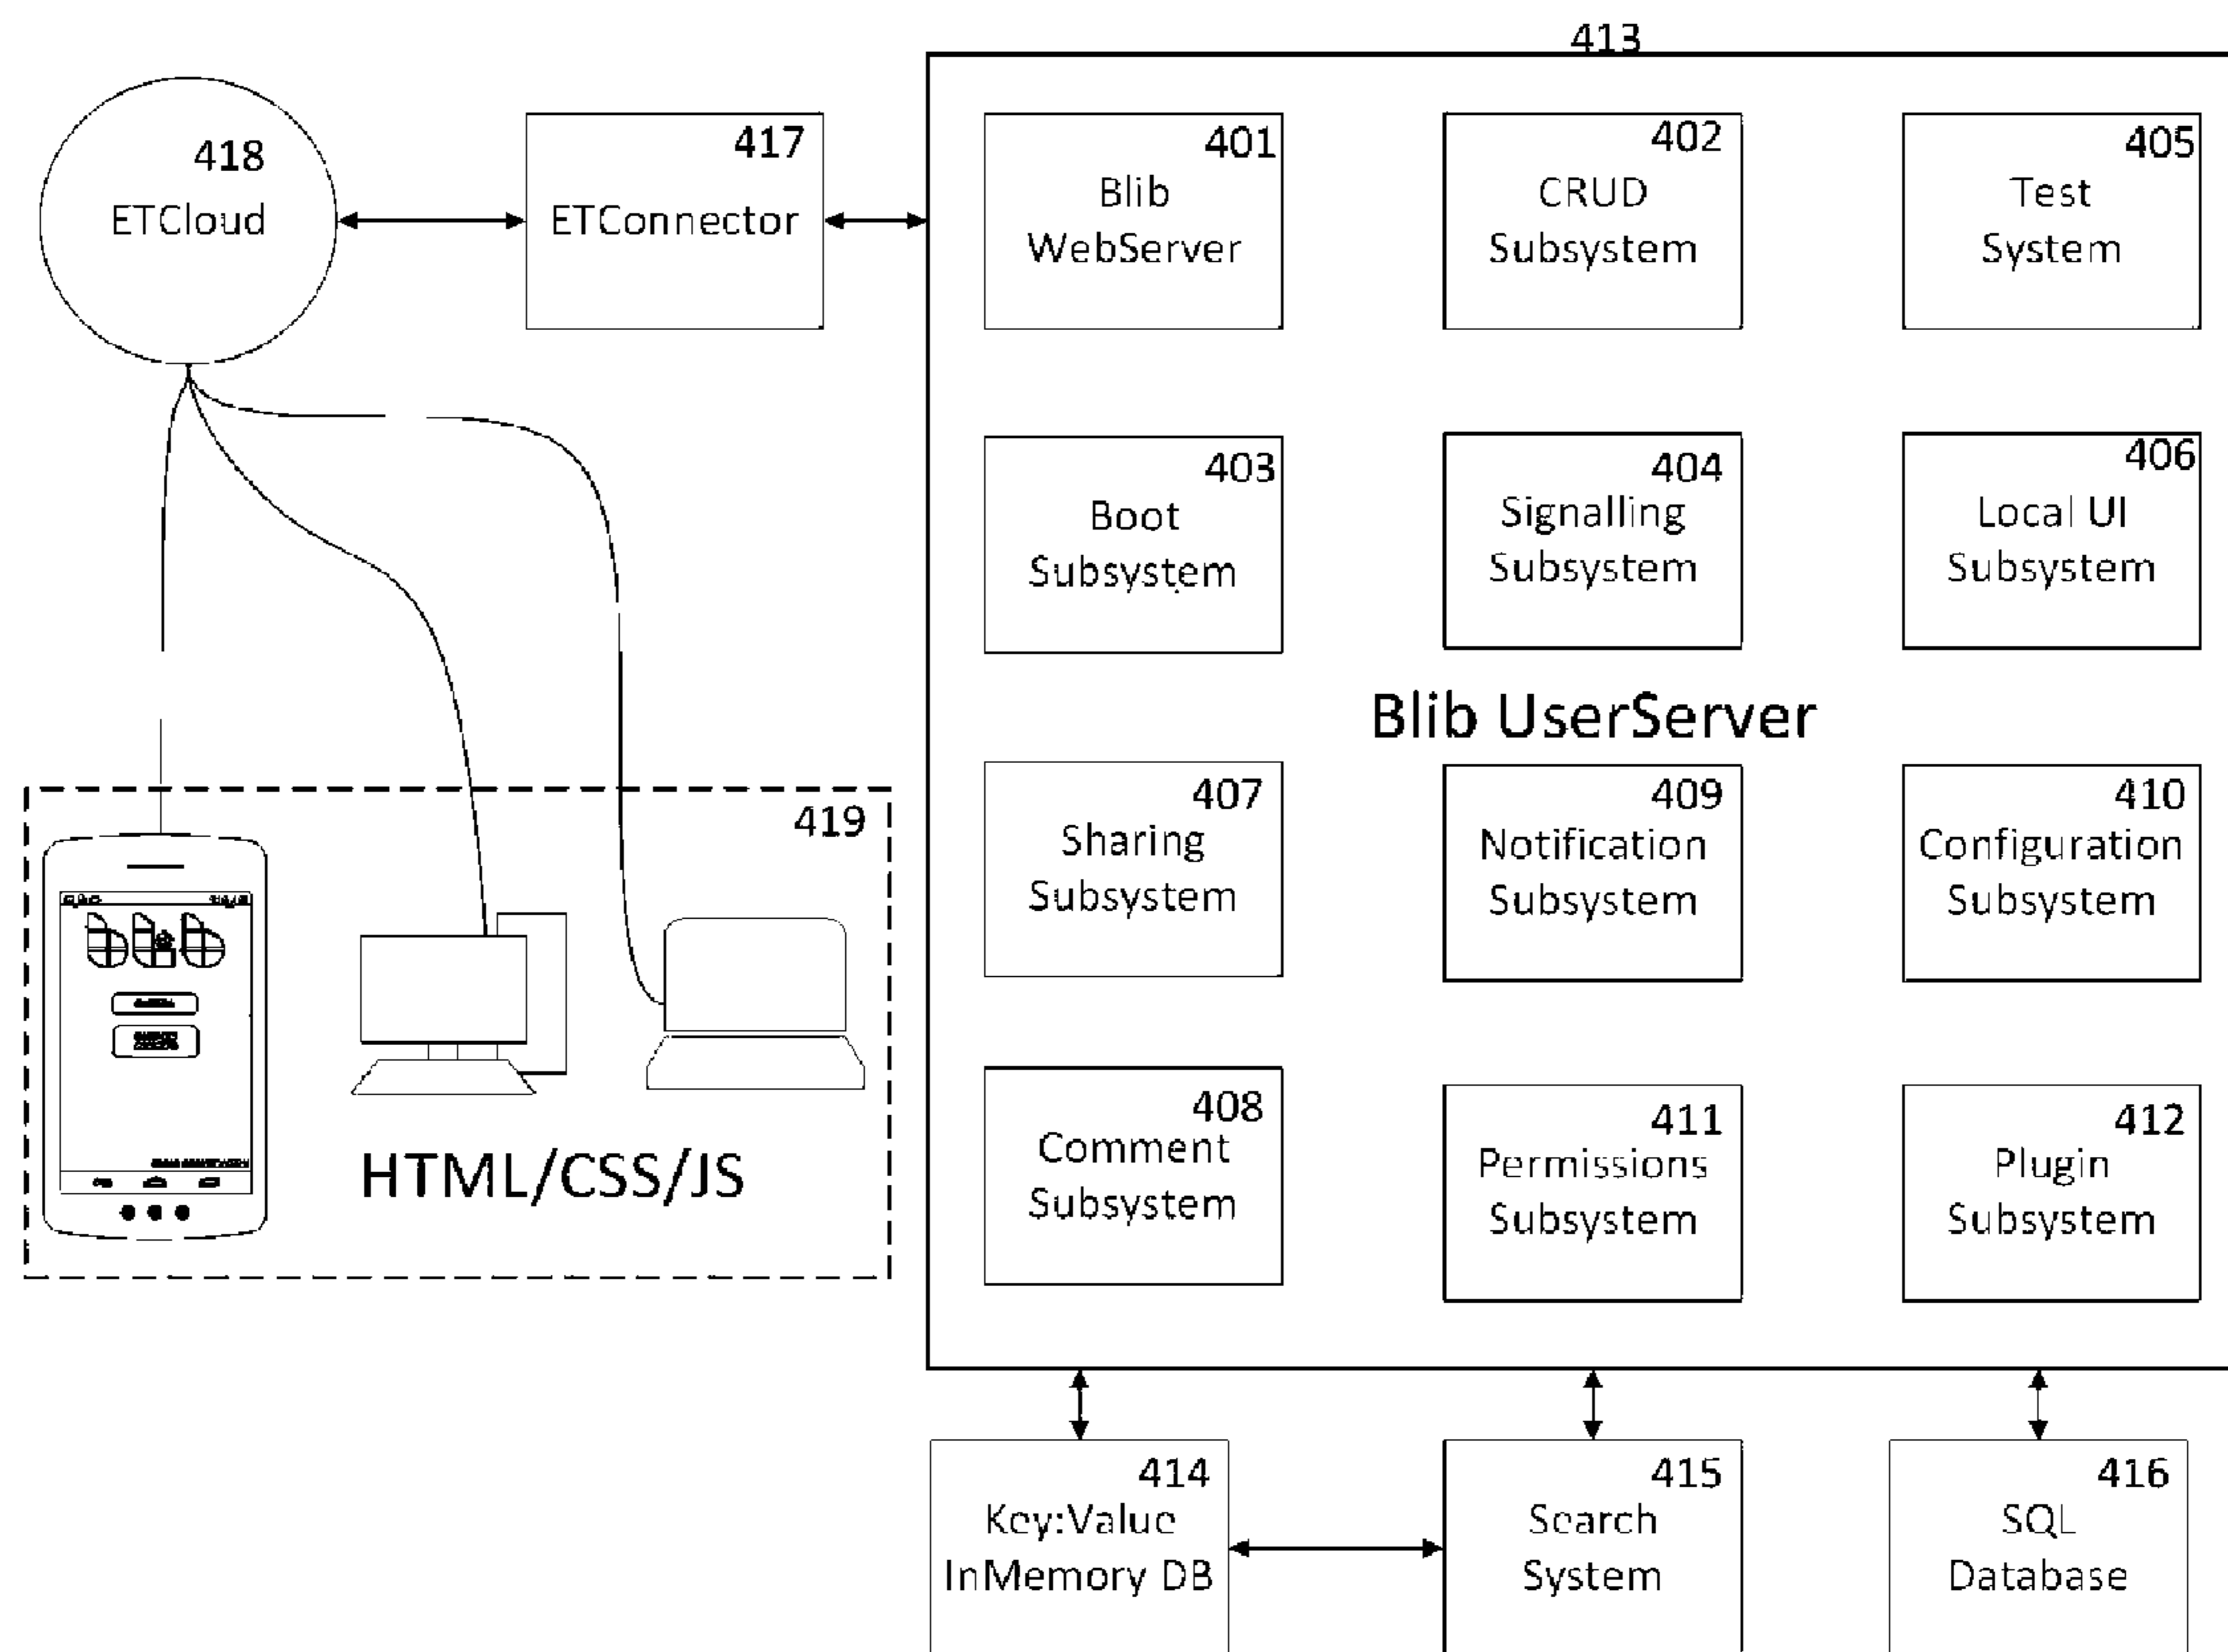 413
418
ETCloud
417
ETConnector
401
Blib
WebServer
402
CRUD
Subsystem
405
Test
System
403
Boot
Subsystem
404
Signalling
Subsystem
406
Local UI
Subsystem
Blib UserServer
407
Sharing
Subsystem
409
Notification
Subsystem
410
Configuration
Subsystem
408
Comment
Subsystem
411
Permissions
Subsystem
412
Plugin
Subsystem
419
blib
HTML/CSS/JS
414
Key:Value
InMemory DB
415
Search
System
416
SQL
Database